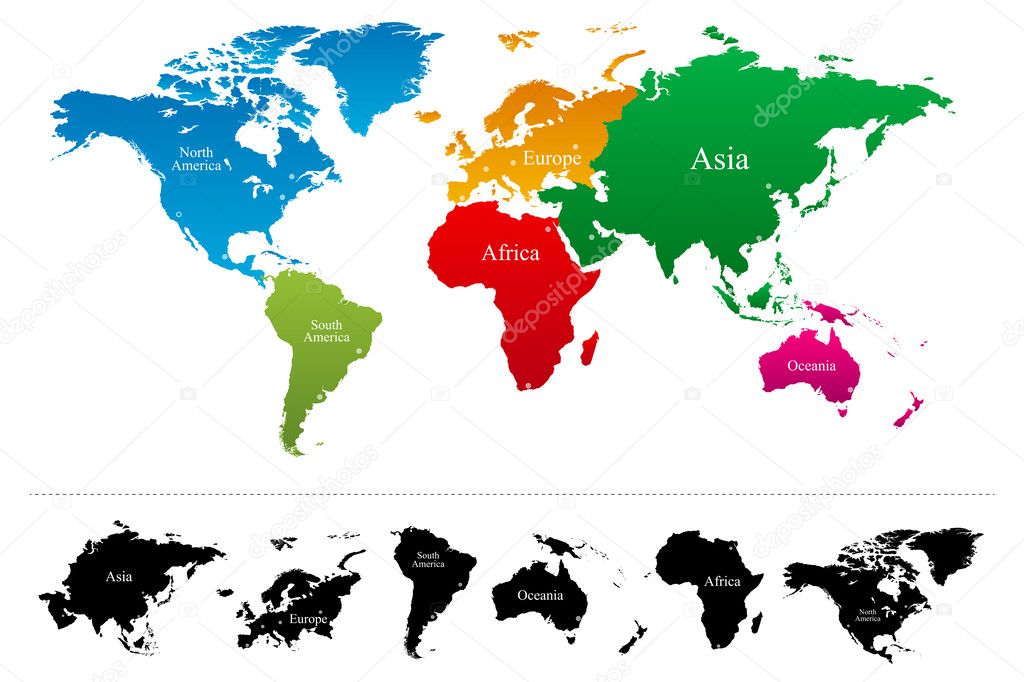 North
America
Europe
Asia
Africa
South
America
Oceania
Asia
Europe
South
America
Oceania
Africa
North
America
depositphotos